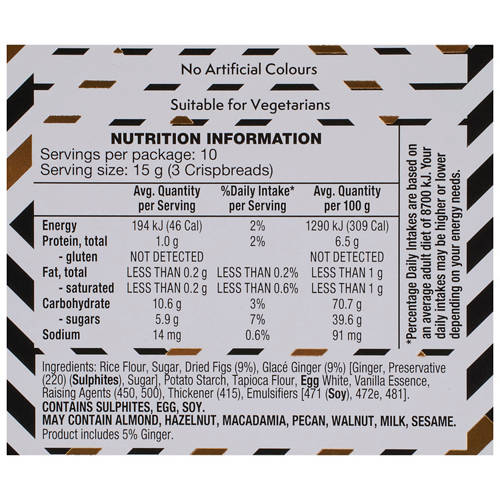 No Artificial Colours
Suitable for Vegetarians
NUTRITION INFORMATION
Servings per package: 10
Serving size: 15 g (3 Crispbreads)
Avg. Quantity per Serving %Daily Intake* per Serving Avg. Quantity per 100 g
Energy 194 kJ (46 Cal) 2% 1290 kJ (309 Cal)
Protein, total 1.0 g 2% 6.5 g
- gluten NOT DETECTED NOT DETECTED
Fat, total LESS THAN 0.2 g LESS THAN 0.2% LESS THAN 1 g
- saturated LESS THAN 0.2 g LESS THAN 0.6% LESS THAN 1 g
Carbohydrate 10.6 g 3% 70.7 g
- sugars 5.9 g 7% 39.6 g
Sodium 14 mg 0.6% 91 mg
*Percentage Daily Intakes are based on
an average adult diet of 8700 kJ. Your
daily intakes may be higher or lower
depending on your energy needs.
Ingredients: Rice Flour, Sugar, Dried Figs (9%), Glacé Ginger (9%) [Ginger, Preservative
(220) (Sulphites), Sugar], Potato Starch, Tapioca Flour, Egg White, Vanilla Essence,
Raising Agents (450, 500), Thickener (415), Emulsifiers [471 (Soy), 472e, 481].
CONTAINS SULPHITES, EGG, SOY.
MAY CONTAIN ALMOND, HAZELNUT, MACADAMIA, PECAN, WALNUT, MILK, SESAME.
Product includes 5% Ginger.